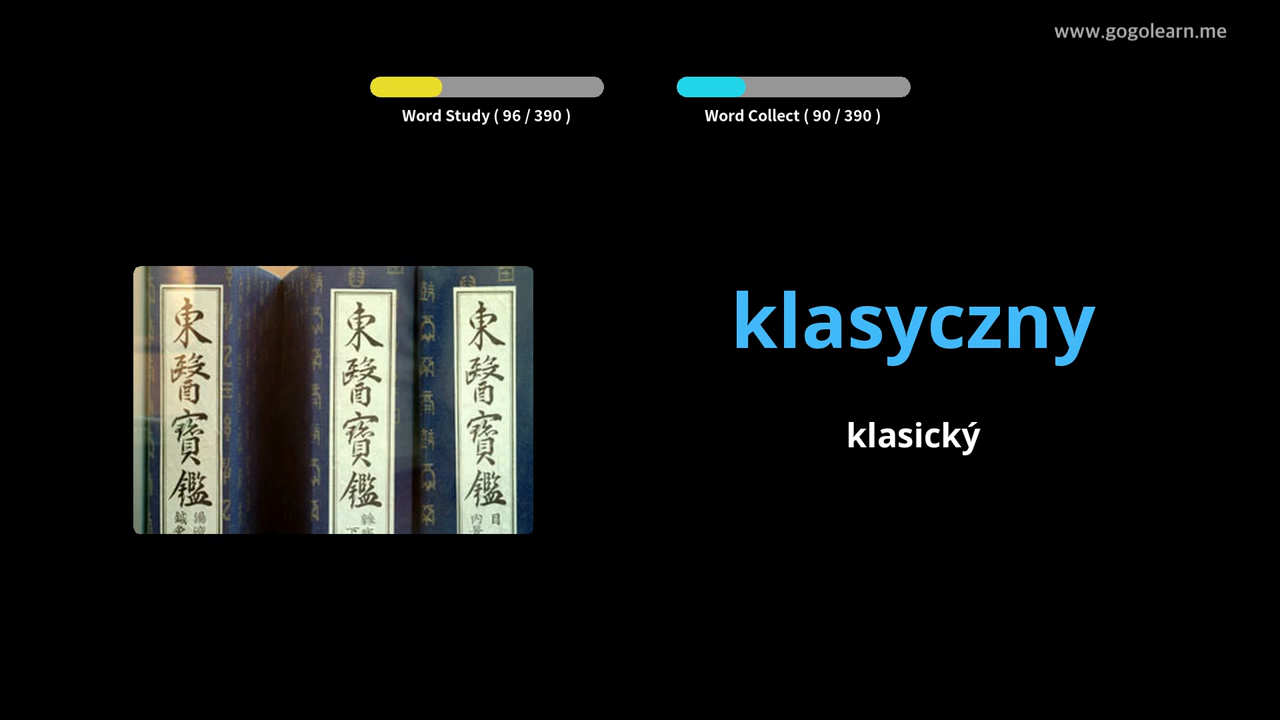 www.gogolearn.me
Word Study ( 96 / 390 )
Word Collect ( 90 / 390 )
東醫寶鑑
東醫寶鑑
東醫寶鑑
klasyczny
klasický